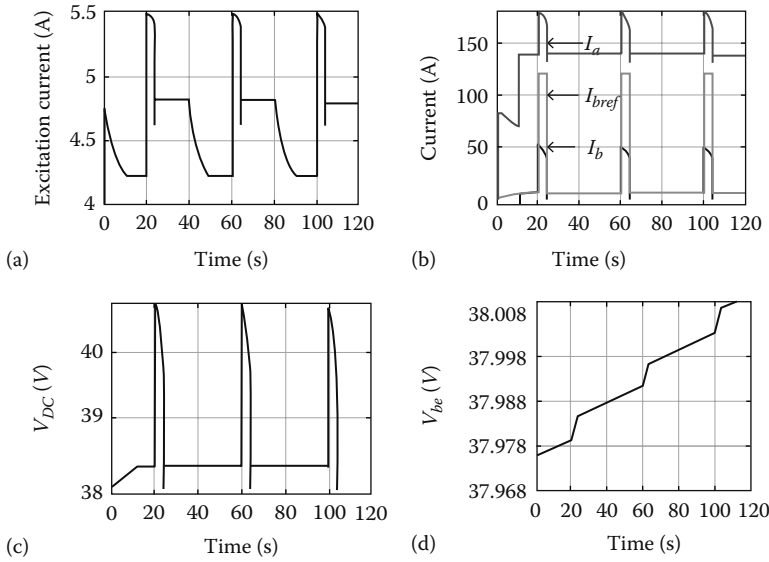 Excitation current (A)
5.5
5
4.5
4
0 20 40 60 80 100 120
Time (s)
(a)
Current (A)
150
100
50
0
0 20 40 60 80 100 120
Time (s)
I_a
I_bref
I_b
(b)
V_DC (V)
40
39
38
0 20 40 60 80 100 120
Time (s)
(c)
V_be (V)
38.008
37.998
37.988
37.978
37.968
0 20 40 60 80 100 120
Time (s)
(d)